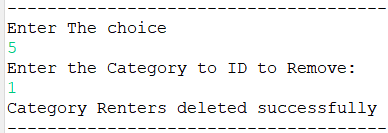 --------------------------------------
Enter The choice
5
Enter the Category to ID to Remove:
1
Category Renters deleted successfully
--------------------------------------